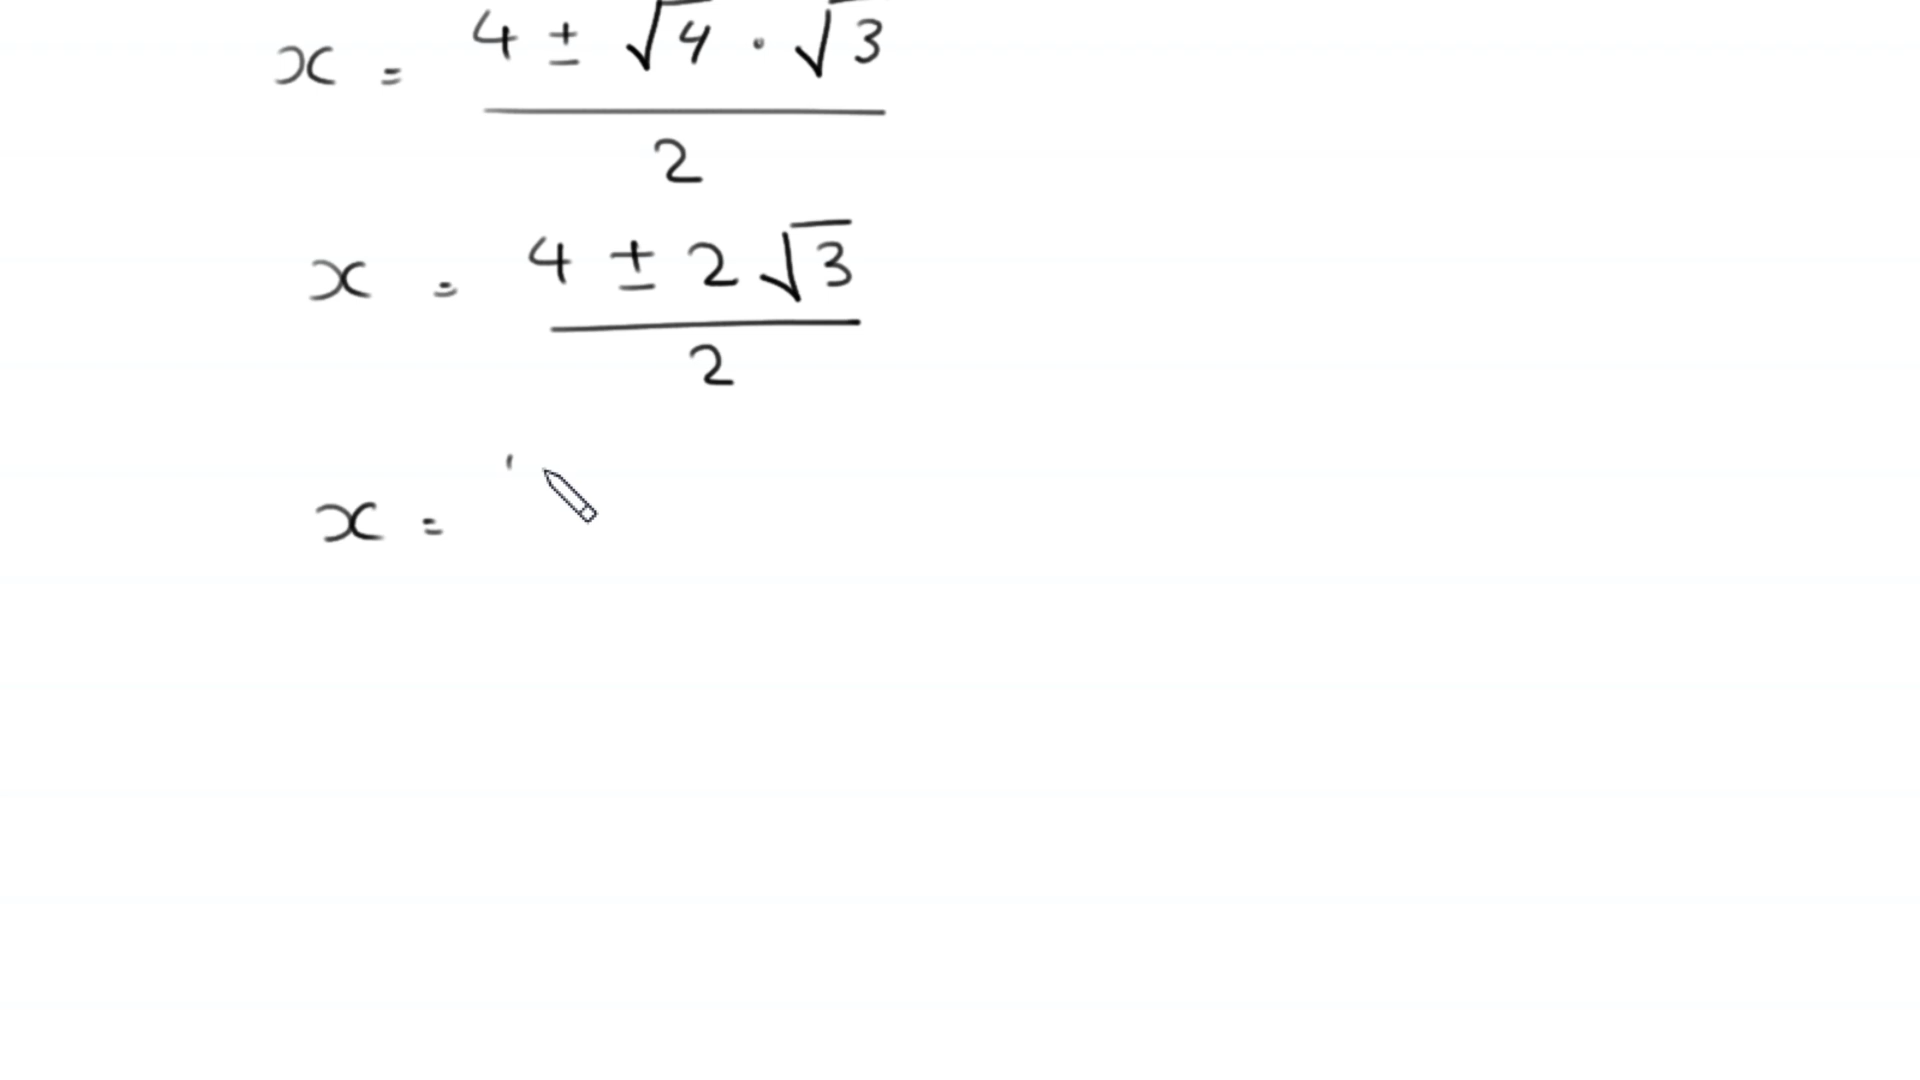 x = (4 ± √4 · √3) / 2
x = (4 ± 2√3) / 2
x =